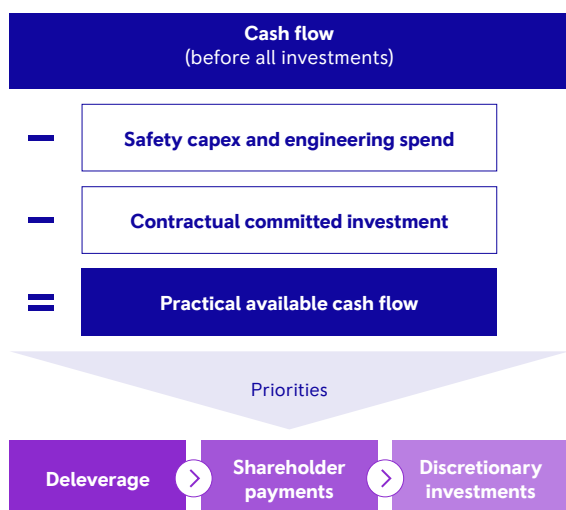 Cash flow
(before all investments)
Safety capex and engineering spend
Contractual committed investment
Practical available cash flow
Priorities
Deleverage
Shareholder
payments
Discretionary
investments